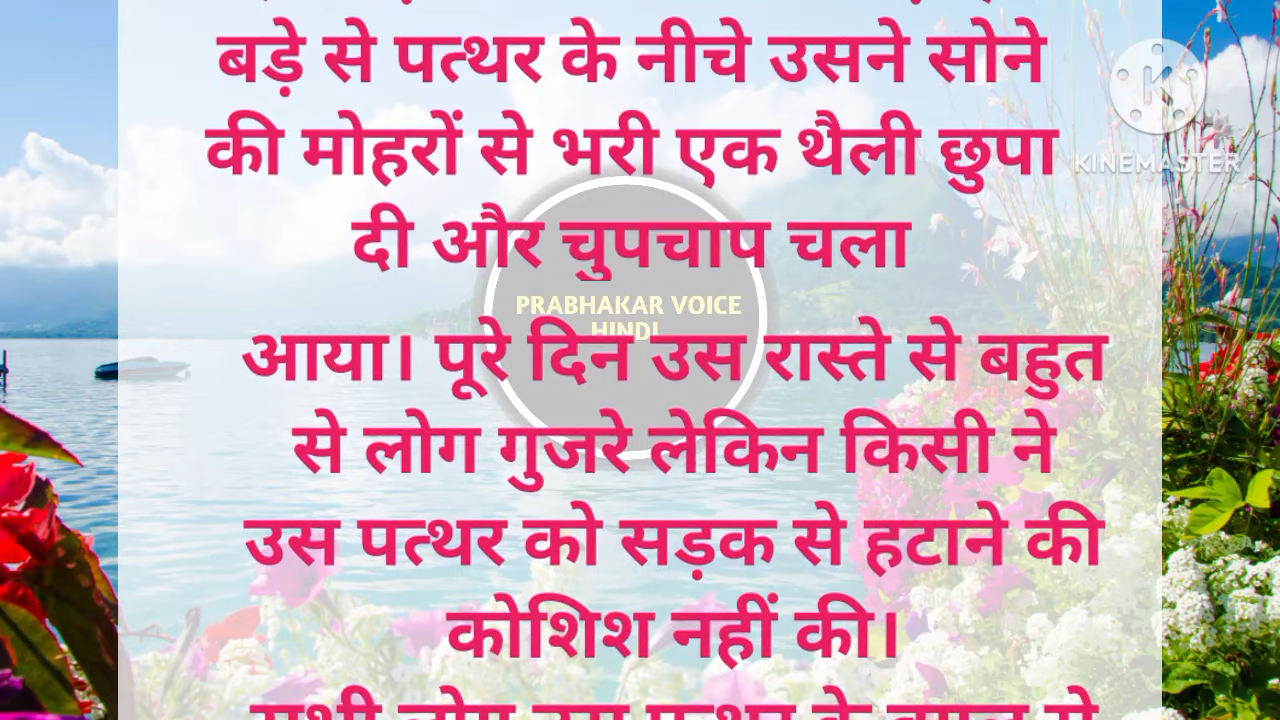 बड़े से पत्थर के नीचे उसने सोने
की मोहरों से भरी एक थैली छुपा
KINEMASTER
दी और चुपचाप चला
PRABHAKAR VOICE
HINDI
आया। पूरे दिन उस रास्ते से बहुत
से लोग गुजरे लेकिन किसी ने
उस पत्थर को सड़क से हटाने की
कोशिश नहीं की।